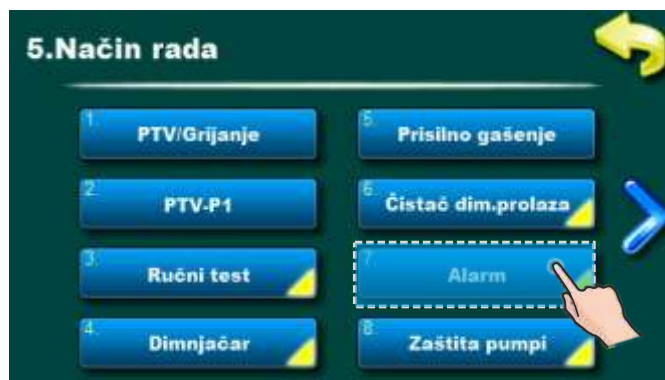 5.Način rada
1. PTV/Grijanje
5. Prisilno gašenje
2. PTV-P1
6. Čistač dim.prolaza
3. Ručni test
7. Alarm
4. Dimnjačar
8. Zaštita pumpi